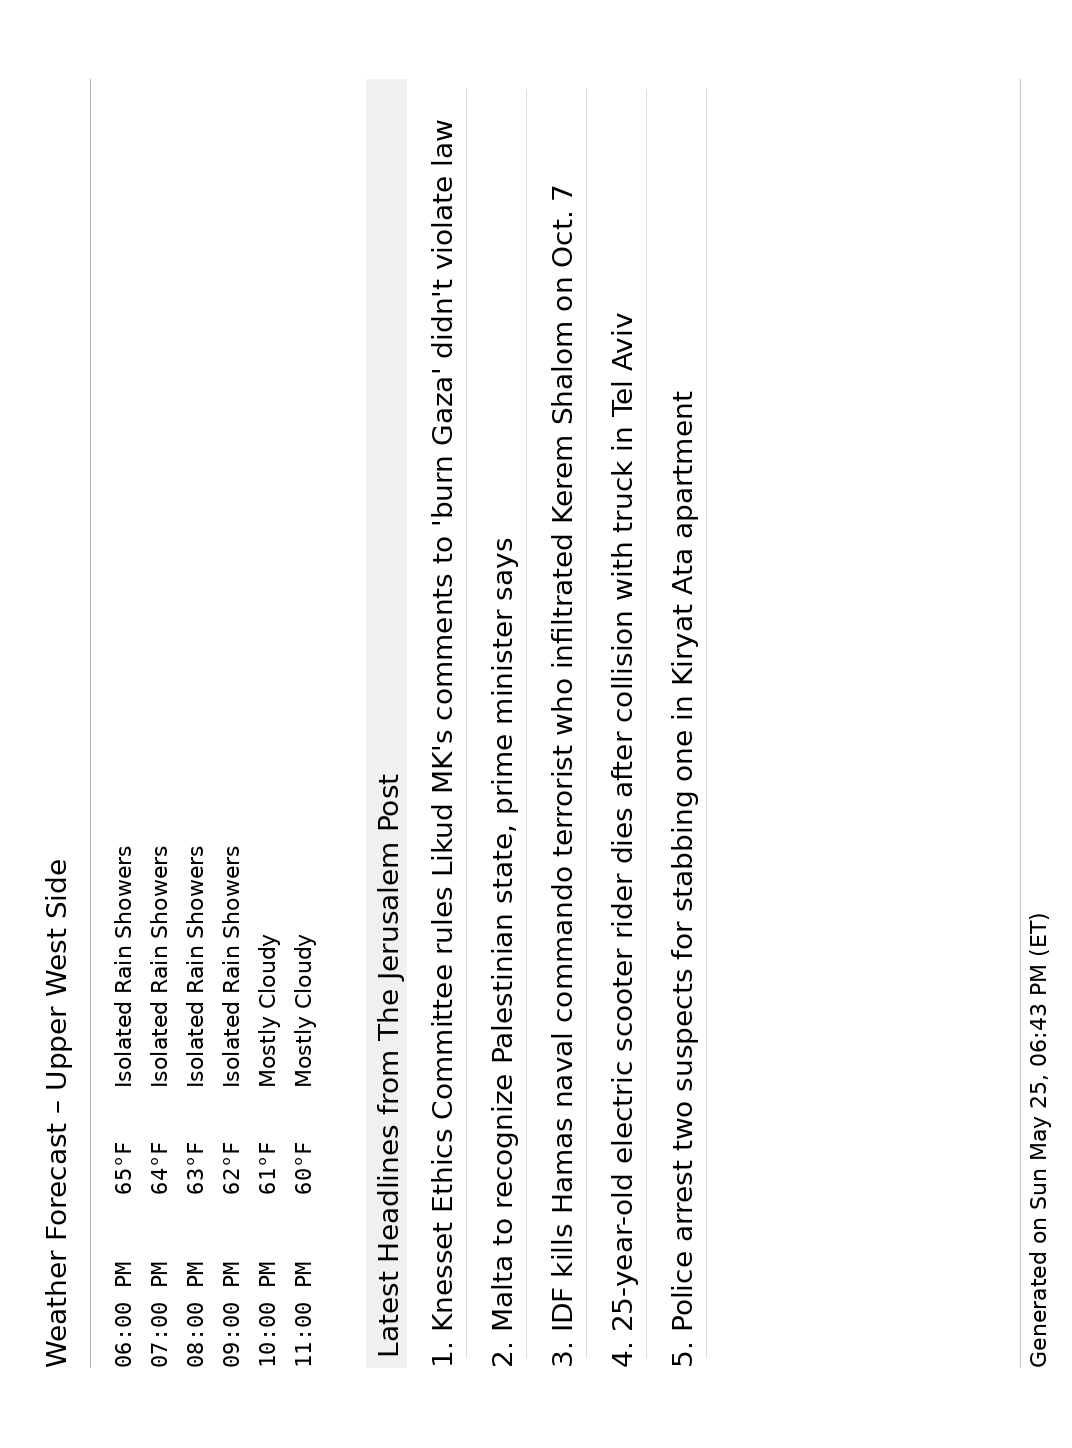 Weather Forecast – Upper West Side
06:00 PM 65°F Isolated Rain Showers
07:00 PM 64°F Isolated Rain Showers
08:00 PM 63°F Isolated Rain Showers
09:00 PM 62°F Isolated Rain Showers
10:00 PM 61°F Mostly Cloudy
11:00 PM 60°F Mostly Cloudy
Latest Headlines from The Jerusalem Post
1. Knesset Ethics Committee rules Likud MK's comments to 'burn Gaza' didn't violate law
2. Malta to recognize Palestinian state, prime minister says
3. IDF kills Hamas naval commando terrorist who infiltrated Kerem Shalom on Oct. 7
4. 25-year-old electric scooter rider dies after collision with truck in Tel Aviv
5. Police arrest two suspects for stabbing one in Kiryat Ata apartment
Generated on Sun May 25, 06:43 PM (ET)